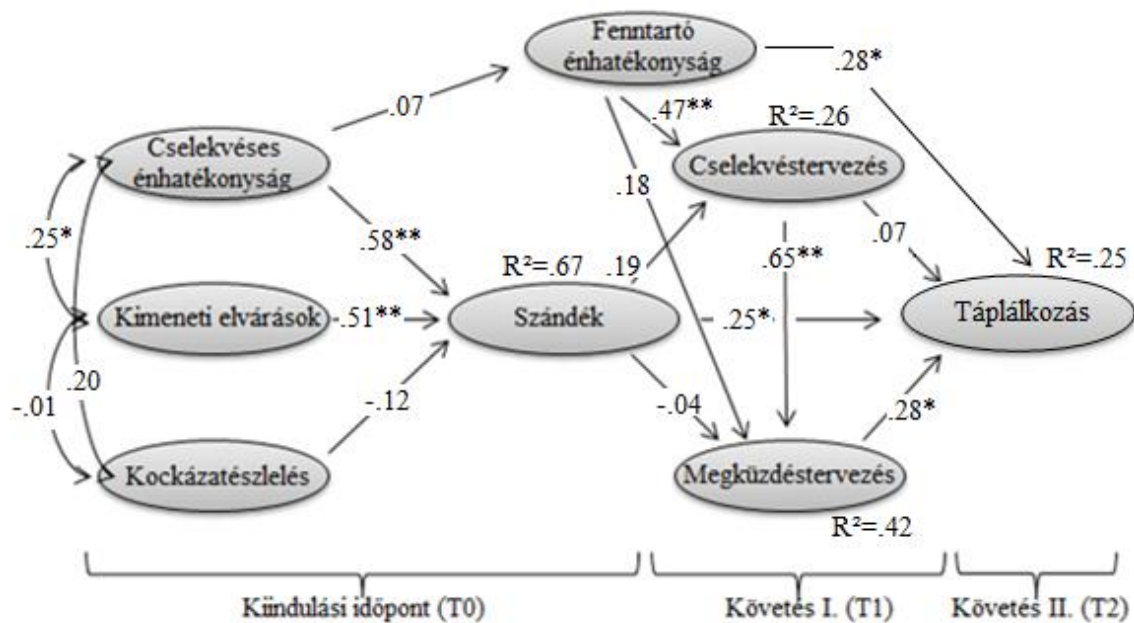 Fenntartó
énhatékonyság
.28*
.07
.47**
R²=.26
Cselekvéses
énhatékonyság
Cselekvéstervezés
.18
.25*
.58**
.07
R²=.67
.19
.65**
R²=.25
Kimeneti elvárások
.51**
Szándék
.25*
Táplálkozás
-.01
.20
-.12
-.04
.28*
Kockázatészlelés
Megküzdéstervezés
R²=.42
Kiindulási időpont (T0)
Követés I. (T1)
Követés II. (T2)